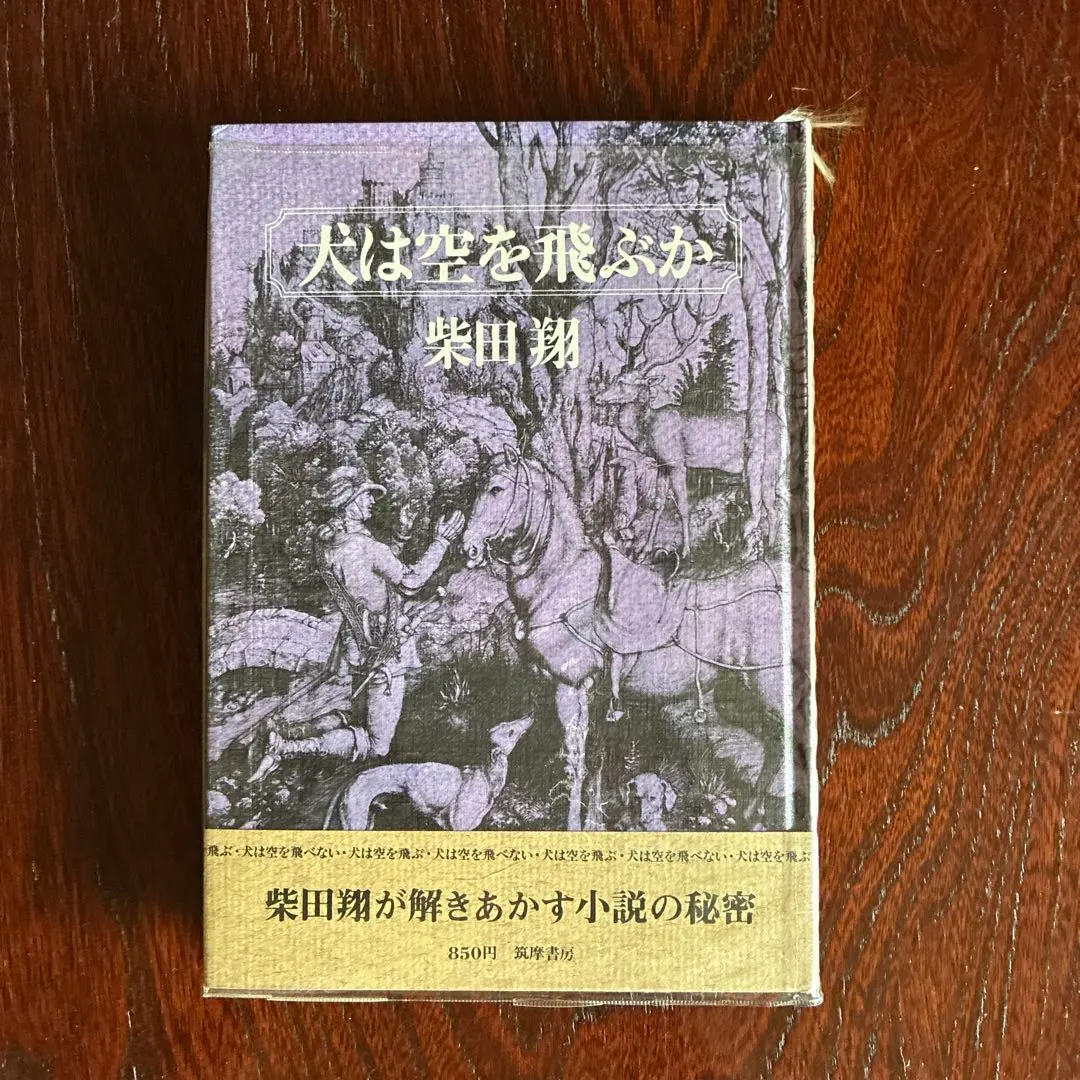 犬は空を飛ぶか
柴田 翔
飛ぶ・犬は空を飛べない・犬は空を飛ぶ・犬は空を飛べない・犬は空を飛ぶ・犬は空を飛べない・犬は空を飛ぶ
柴田翔が解きあかす小説の秘密
850円 筑摩書房